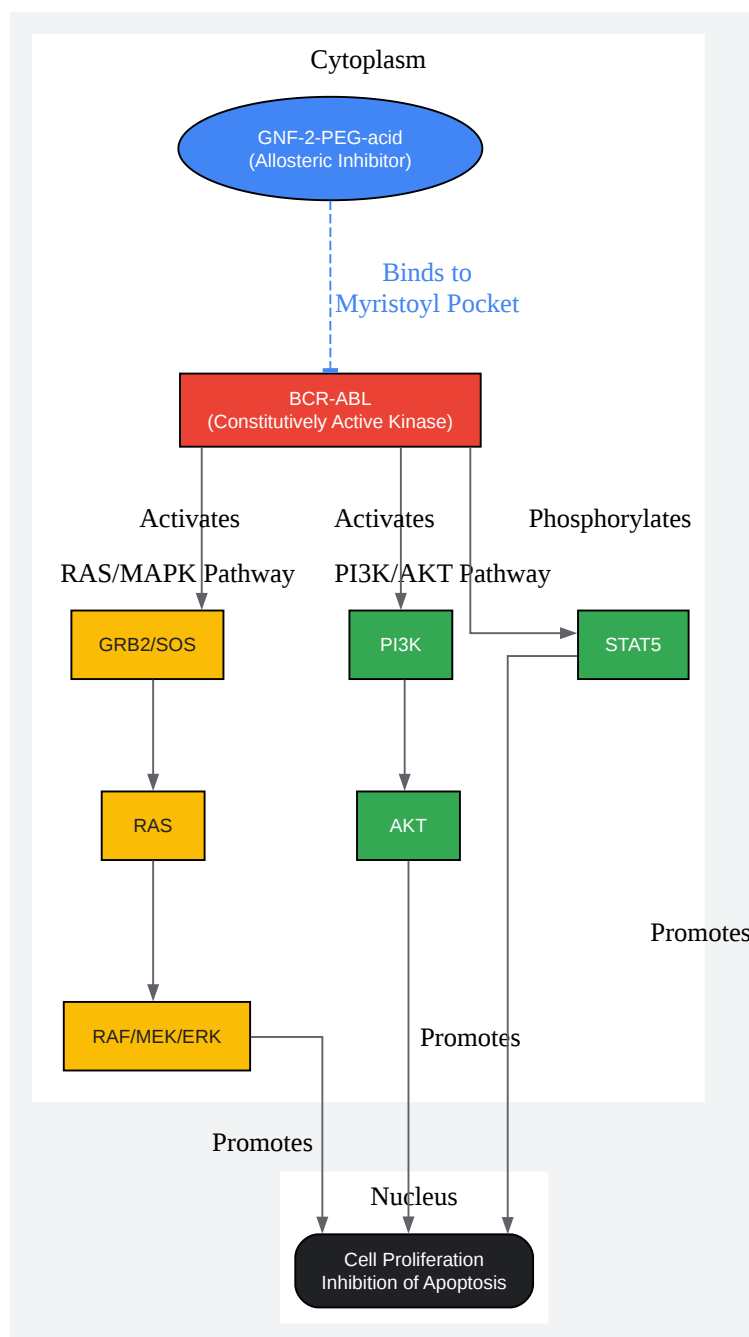 Cytoplasm
GNF-2-PEG-acid
(Allosteric Inhibitor)
Binds to
Myristoyl Pocket
BCR-ABL
(Constitutively Active Kinase)
Activates
Activates
Phosphorylates
RAS/MAPK Pathway
PI3K/AKT Pathway
GRB2/SOS
PI3K
STAT5
RAS
AKT
Promotes
RAF/MEK/ERK
Promotes
Promotes
Nucleus
Cell Proliferation
Inhibition of Apoptosis